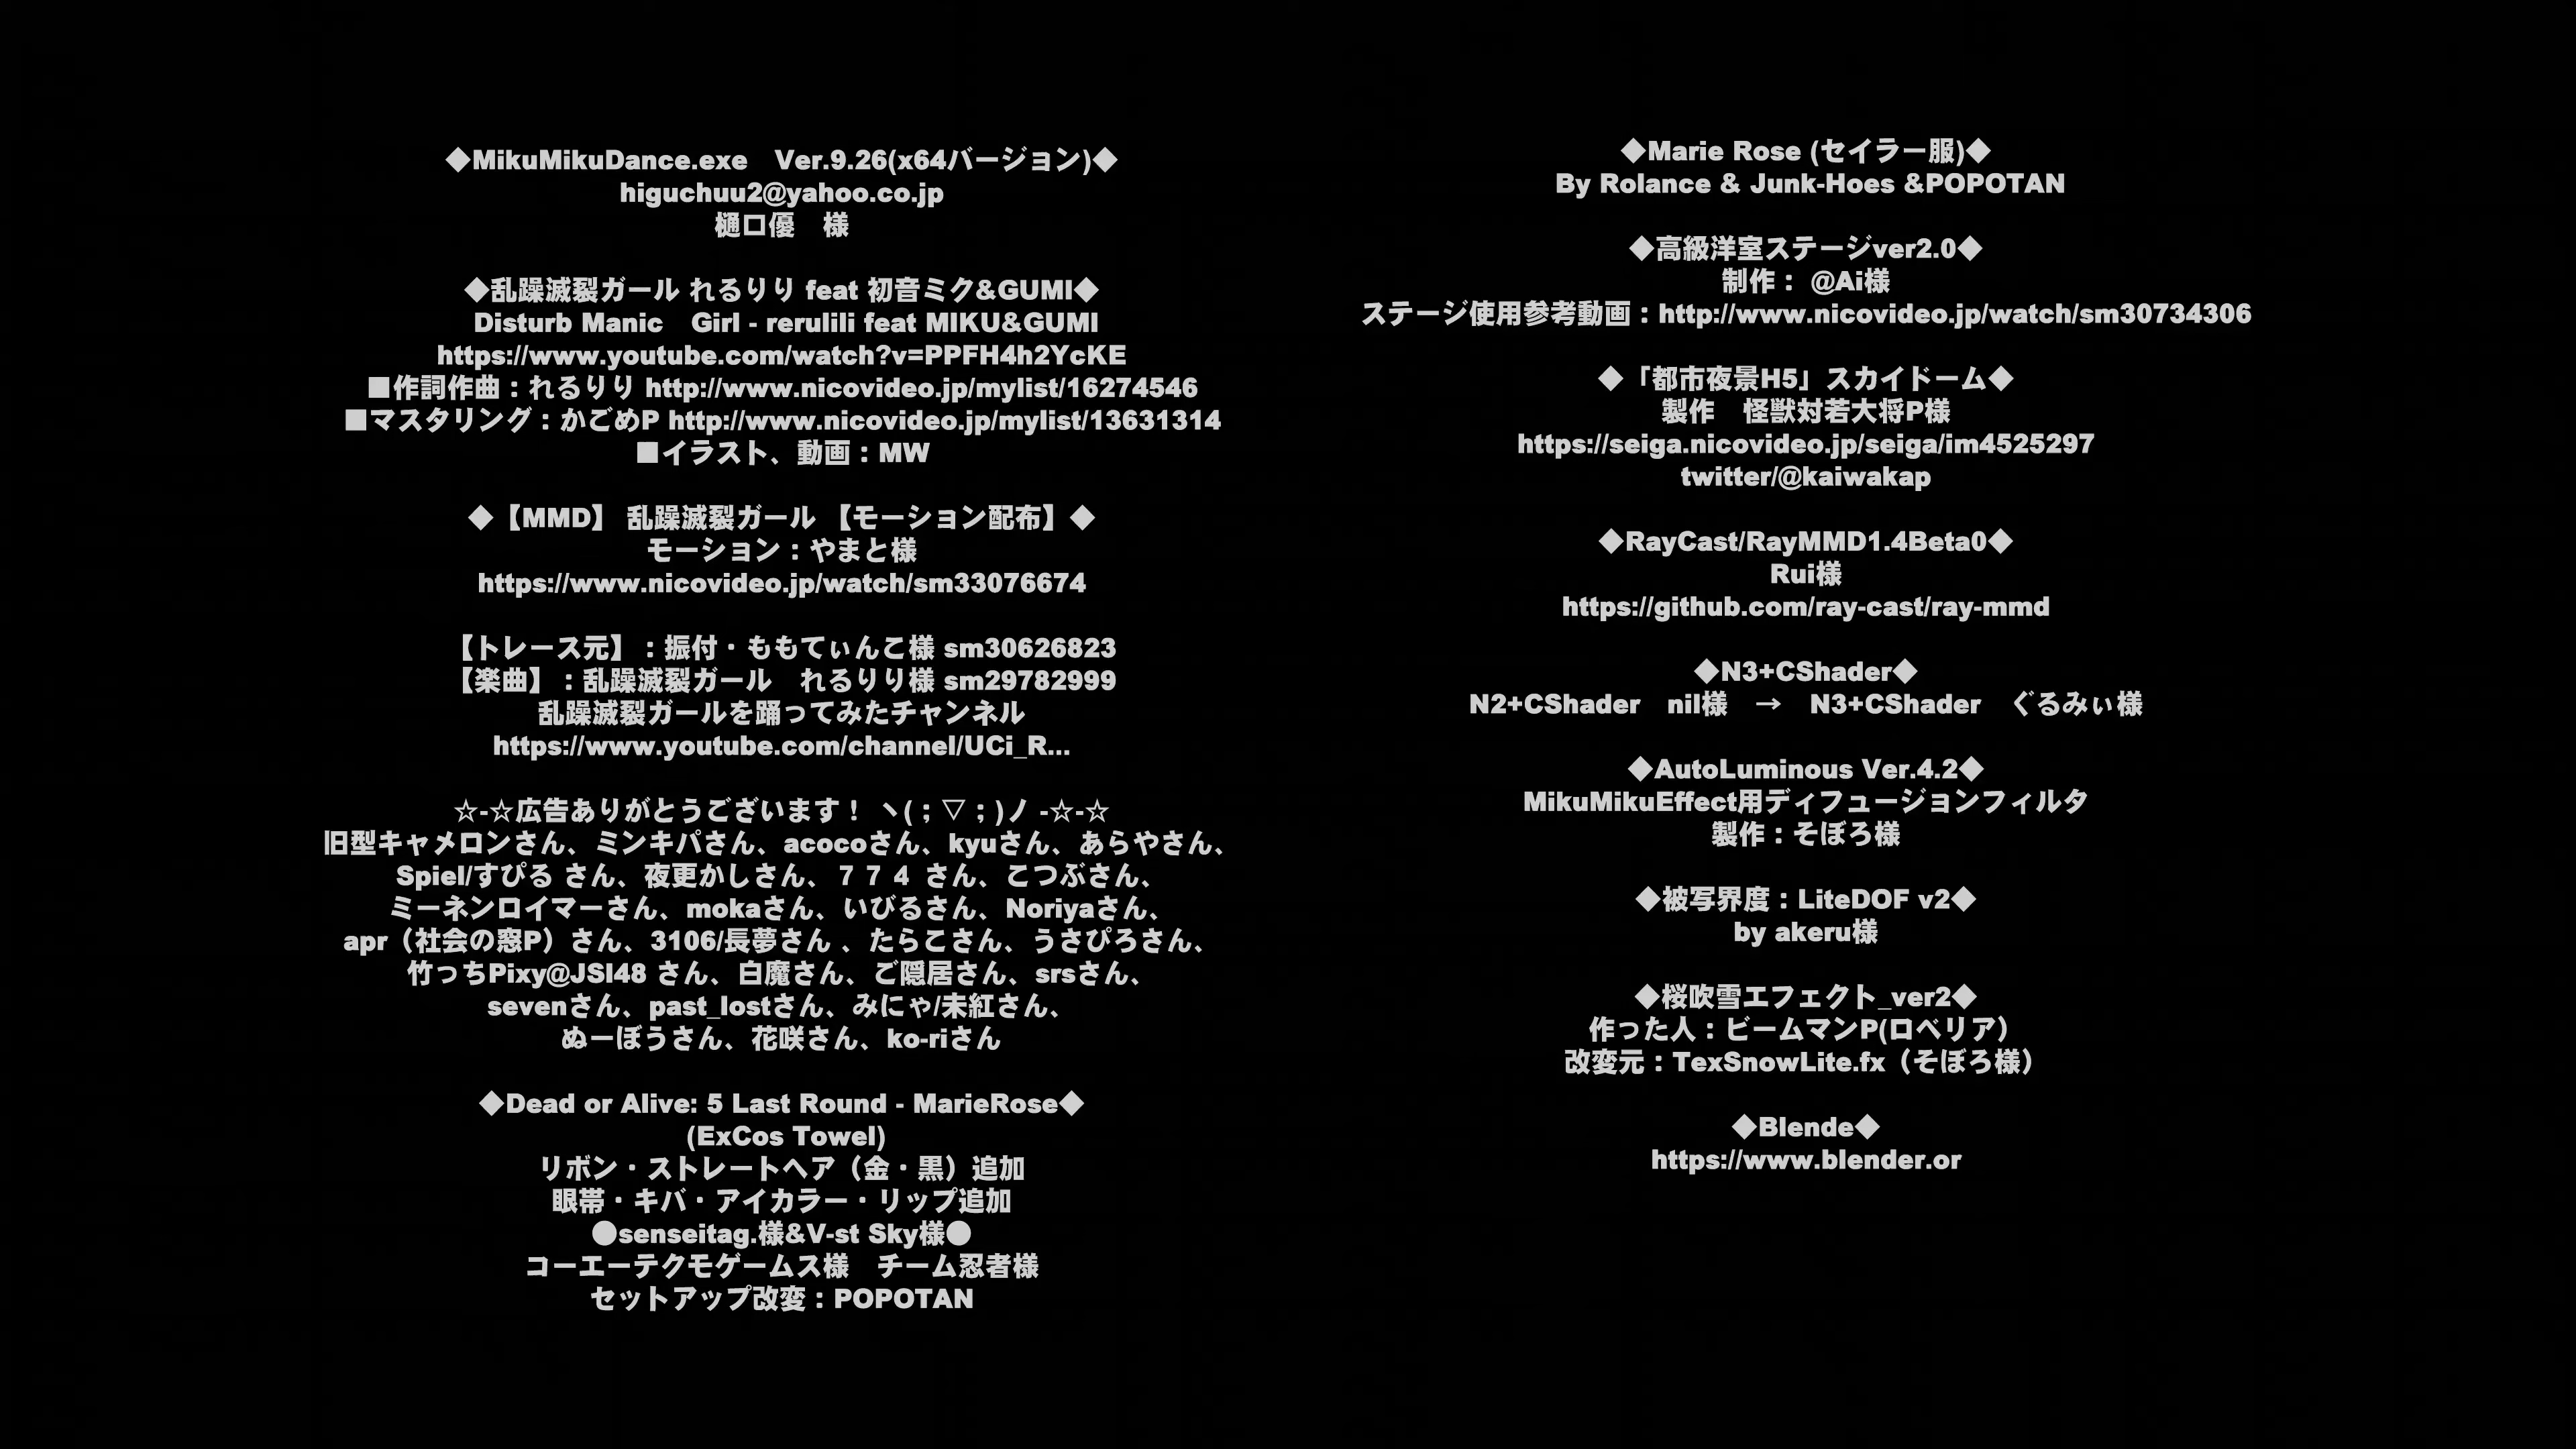 ◆MikuMikuDance.exe　Ver.9.26(x64バージョン)◆
higuchuu2@yahoo.co.jp
樋口優　様
◆乱躁滅裂ガール れるりり feat 初音ミク&GUMI◆
Disturb Manic　Girl - rerulili feat MIKU&GUMI
https://www.youtube.com/watch?v=PPFH4h2YcKE
■作詞作曲：れるりり http://www.nicovideo.jp/mylist/16274546
■マスタリング：かごめP http://www.nicovideo.jp/mylist/13631314
■イラスト、動画：MW
◆【MMD】 乱躁滅裂ガール 【モーション配布】◆
モーション：やまと様
https://www.nicovideo.jp/watch/sm33076674
【トレース元】：振付・ももてぃんこ様 sm30626823
【楽曲】：乱躁滅裂ガール　れるりり様 sm29782999
乱躁滅裂ガールを踊ってみたチャンネル
https://www.youtube.com/channel/UCi_R...
☆-☆広告ありがとうございます！ ヽ(；▽；)ノ -☆-☆
旧型キャメロンさん、ミンキパさん、acocoさん、kyuさん、あらやさん、
Spiel/すぴる さん、夜更かしさん、７７４ さん、こつぶさん、
ミーネンロイマーさん、mokaさん、いびるさん、Noriyaさん、
apr（社会の窓P）さん、3106/長夢さん 、たらこさん、うさぴろさん、
竹っちPixy@JSI48 さん、白魔さん、ご隠居さん、srsさん、
sevenさん、past_lostさん、みにゃ/未紅さん、
ぬーぼうさん、花咲さん、ko-riさん
◆Dead or Alive: 5 Last Round - MarieRose◆
(ExCos Towel)
リボン・ストレートヘア（金・黒）追加
眼帯・キバ・アイカラー・リップ追加
●senseitag.様&V-st Sky様●
コーエーテクモゲームス様　チーム忍者様
セットアップ改変：POPOTAN
◆Marie Rose (セイラー服)◆
By Rolance & Junk-Hoes &POPOTAN
◆高級洋室ステージver2.0◆
制作： @Ai様
ステージ使用参考動画：http://www.nicovideo.jp/watch/sm30734306
◆「都市夜景H5」スカイドーム◆
製作　怪獣対若大将P様
https://seiga.nicovideo.jp/seiga/im4525297
twitter/@kaiwakap
◆RayCast/RayMMD1.4Beta0◆
Rui様
https://github.com/ray-cast/ray-mmd
◆N3+CShader◆
N2+CShader　nil様　→　N3+CShader　ぐるみぃ様
◆AutoLuminous Ver.4.2◆
MikuMikuEffect用ディフュージョンフィルタ
製作：そぼろ様
◆被写界度：LiteDOF v2◆
by akeru様
◆桜吹雪エフェクト_ver2◆
作った人：ビームマンP(ロベリア）
改変元：TexSnowLite.fx（そぼろ様）
◆Blende◆
https://www.blender.or